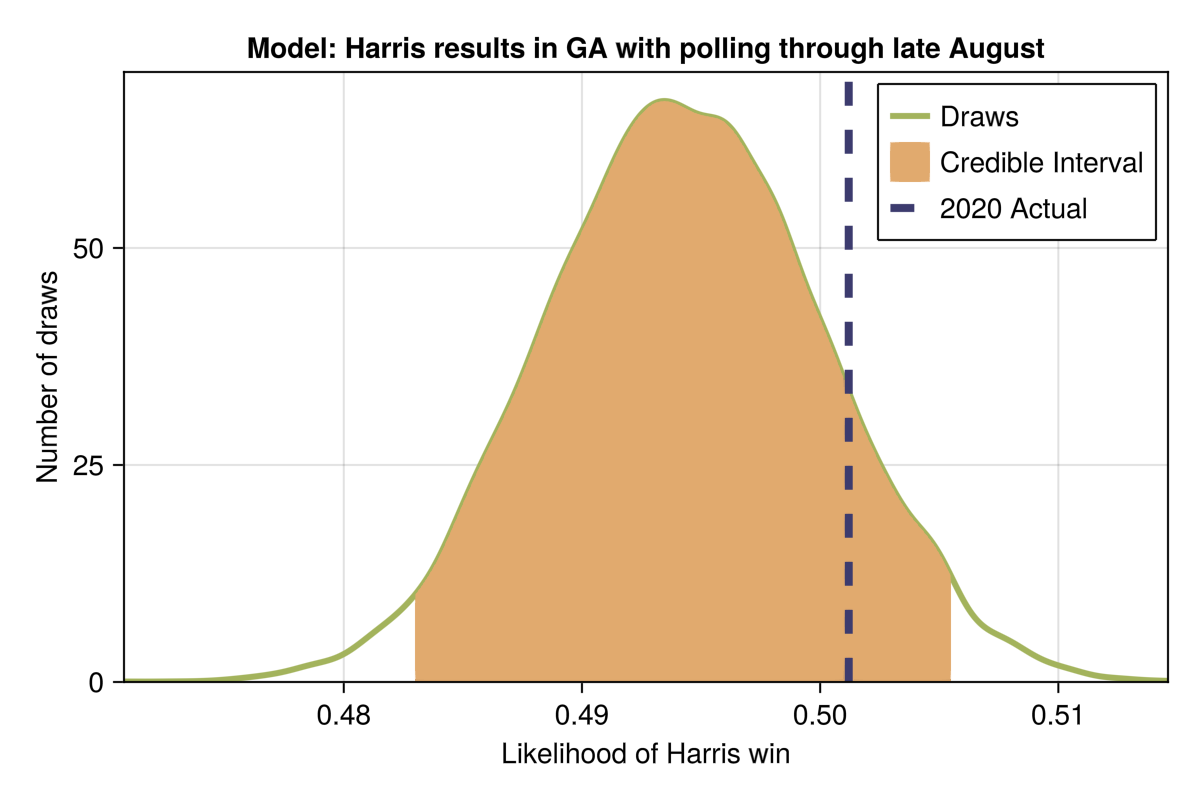 Model: Harris results in GA with polling through late August
Draws
Credible Interval
2020 Actual
Number of draws
50
25
0
0.48
0.49
0.50
0.51
Likelihood of Harris win